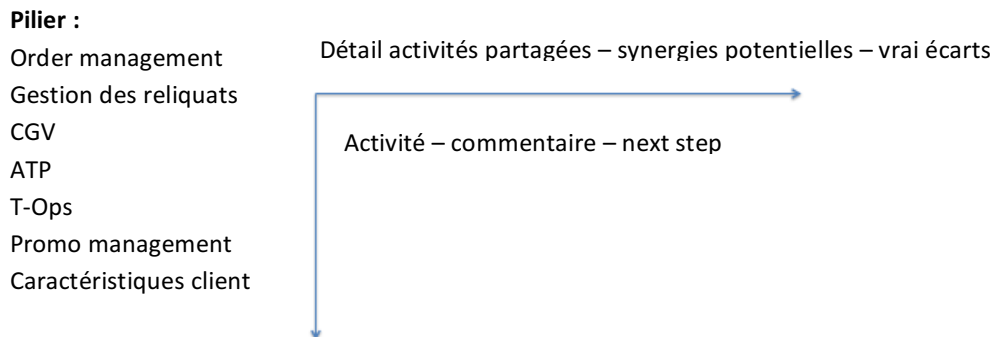 Pilier :
Order management
Détail activités partagées – synergies potentielles – vrai écarts
Gestion des reliquats
CGV
Activité – commentaire – next step
ATP
T-Ops
Promo management
Caractéristiques client